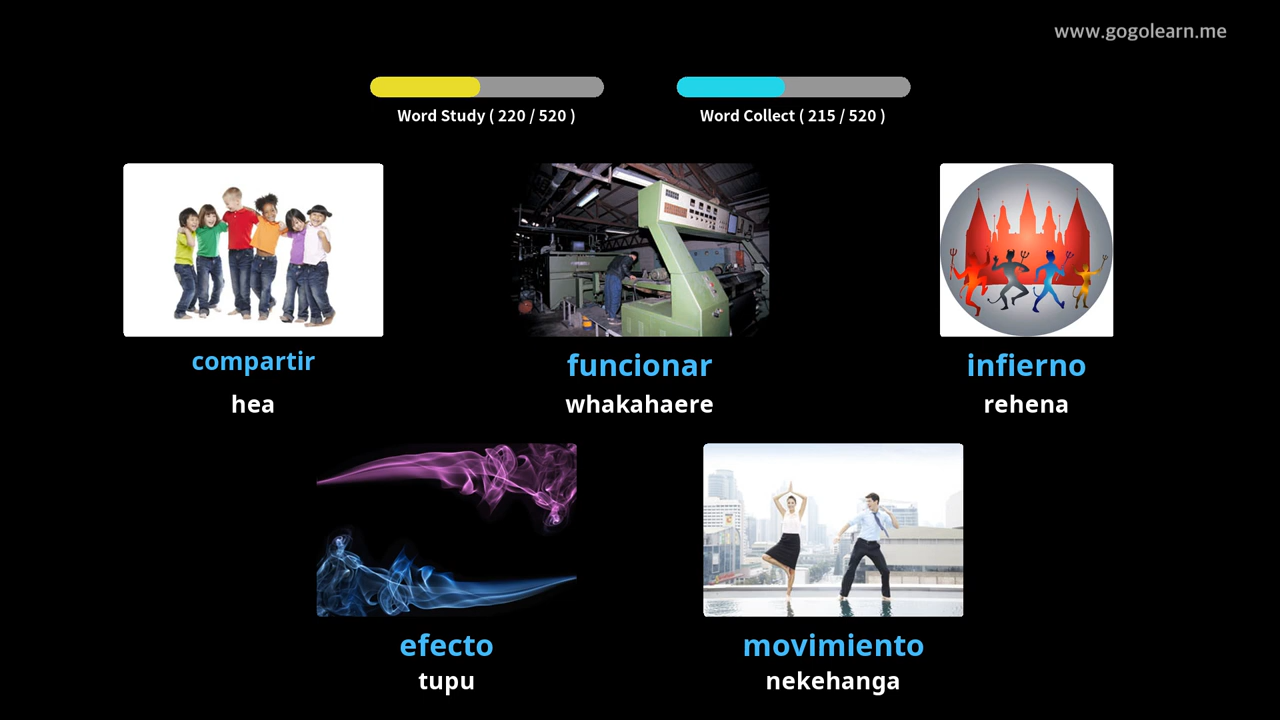 www.gogolearn.me
Word Study ( 220 / 520 )
Word Collect ( 215 / 520 )
compartir
hea
funcionar
whakahaere
infierno
rehena
efecto
tupu
movimiento
nekehanga